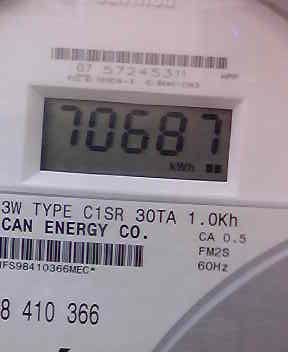 07 57245311
70687
kWh
3W TYPE C1SR 30TA 1.0Kh
CAN ENERGY CO.
CA 0.5
FM2S
60Hz
8 410 366